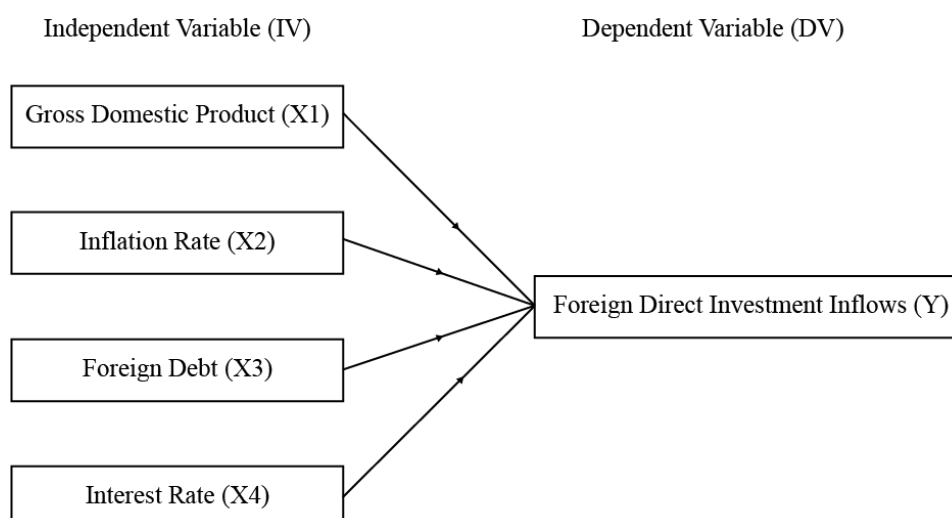 Independent Variable (IV)
Dependent Variable (DV)
Gross Domestic Product (X1)
Inflation Rate (X2)
Foreign Direct Investment Inflows (Y)
Foreign Debt (X3)
Interest Rate (X4)